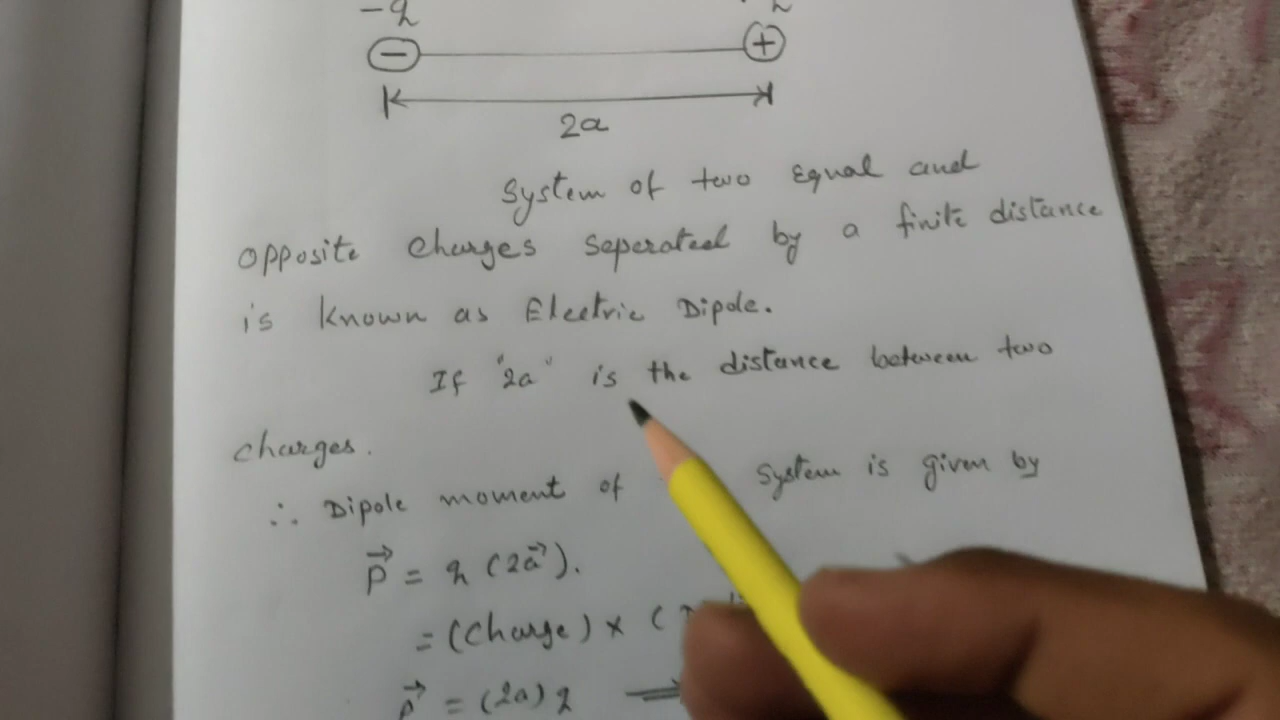 -q
− +
2a
System of two Equal and
opposite charges seperated by a finite distance
is known as Electric Dipole.
If "2a" is the distance between two
charges.
∴ Dipole moment of system is given by
p⃗ = q (2a⃗).
= (charge) × (
p⃗ = (2a) q